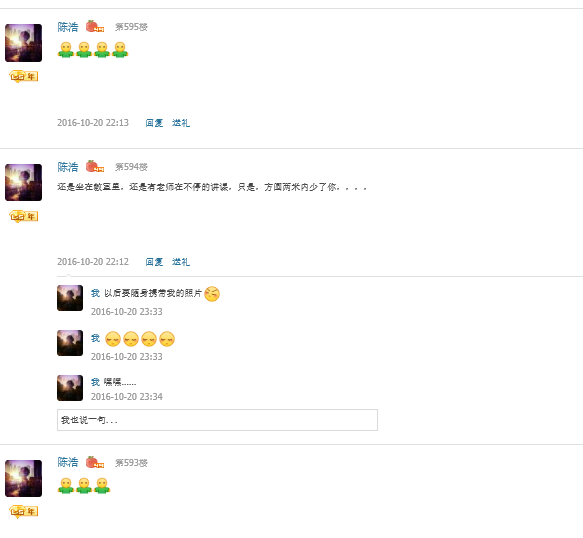 陈浩 第595楼
2016-10-20 22:13 回复 送礼
陈浩 第594楼
还是坐在教室里，还是有老师在不停的讲课，只是，方圆两米内少了你．．．．
2016-10-20 22:12 回复 送礼
我 以后要随身携带我的照片
2016-10-20 23:33
我
2016-10-20 23:33
我 嘿嘿......
2016-10-20 23:34
我也说一句...
陈浩 第593楼